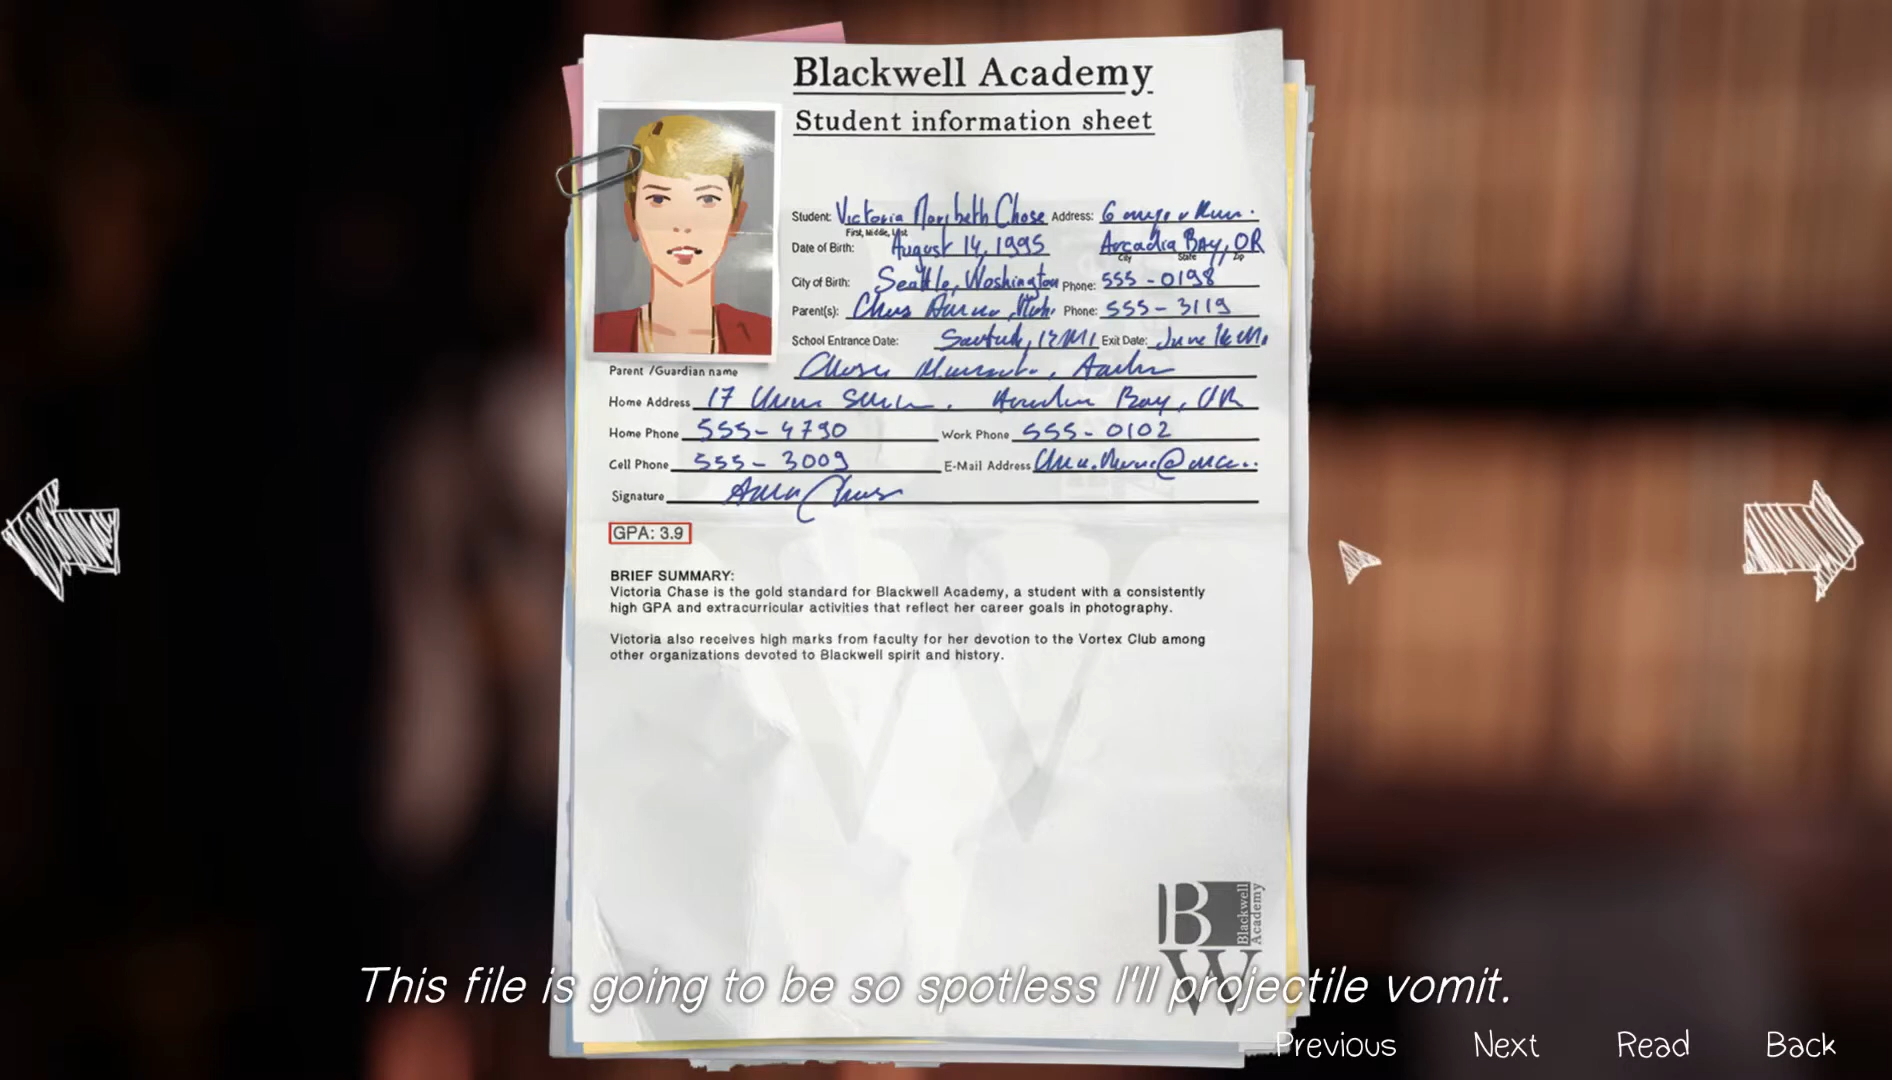 Blackwell Academy
Student information sheet
Student: Victoria Maribeth Chase Address:
First, Middle, Last
Date of Birth: August 14, 1995 Arcadia Bay, OR
City State Zip
City of Birth: Seattle, Washington Phone: 555-0198
Parent(s): Phone: 555-3119
School Entrance Date: Exit Date: June
Parent /Guardian name
Home Address 17 Bay, OR
Home Phone 555-4790 Work Phone 555-0102
Cell Phone 555-3009 E-Mail Address
Signature
GPA: 3.9
BRIEF SUMMARY:
Victoria Chase is the gold standard for Blackwell Academy, a student with a consistently
high GPA and extracurricular activities that reflect her career goals in photography.
Victoria also receives high marks from faculty for her devotion to the Vortex Club among
other organizations devoted to Blackwell spirit and history.
B Blackwell Academy
W
This file is going to be so spotless I'll projectile vomit.
Previous Next Read Back